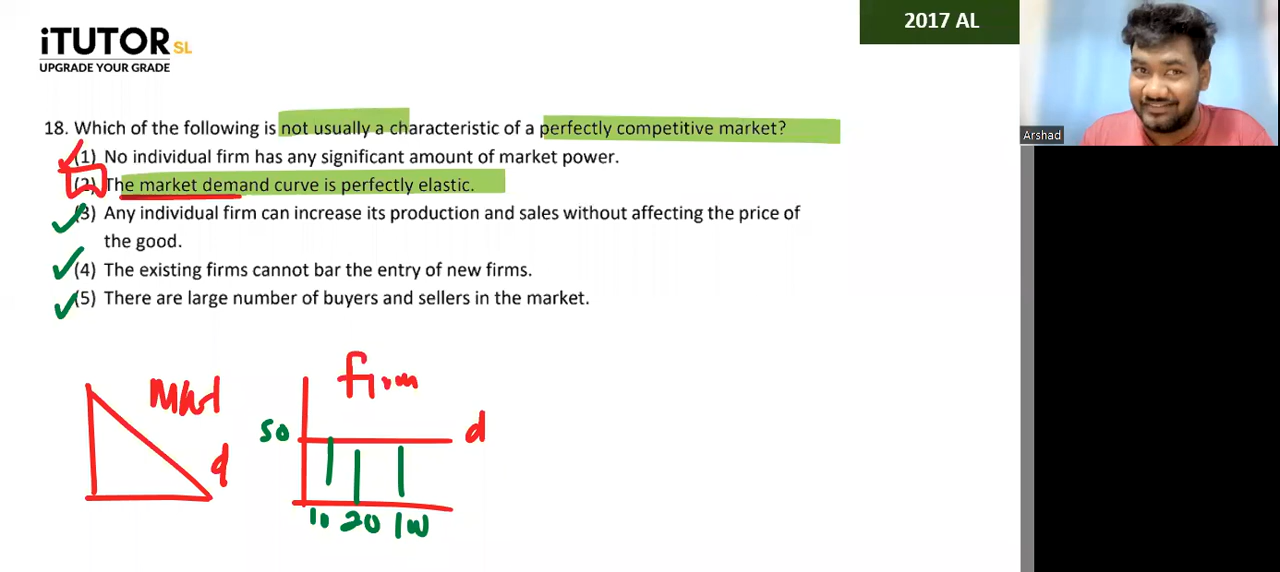 iTUTOR SL
UPGRADE YOUR GRADE
2017 AL
Arshad
18. Which of the following is not usually a characteristic of a perfectly competitive market?
(1) No individual firm has any significant amount of market power.
(2) The market demand curve is perfectly elastic.
(3) Any individual firm can increase its production and sales without affecting the price of
the good.
(4) The existing firms cannot bar the entry of new firms.
(5) There are large number of buyers and sellers in the market.
firm
d
50
d
10 20 100